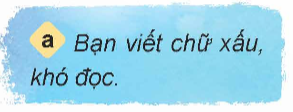 a Bạn viết chữ xấu,
khó đọc.